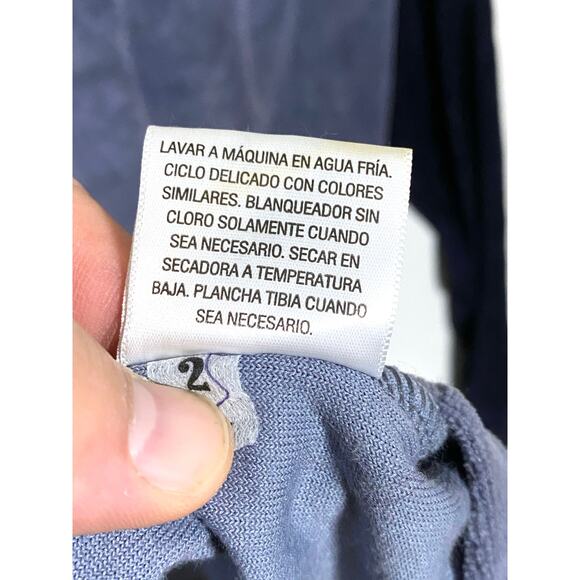 LAVAR A MÁQUINA EN AGUA FRÍA.
CICLO DELICADO CON COLORES
SIMILARES. BLANQUEADOR SIN
CLORO SOLAMENTE CUANDO
SEA NECESARIO. SECAR EN
SECADORA A TEMPERATURA
BAJA. PLANCHA TIBIA CUANDO
SEA NECESARIO.
2